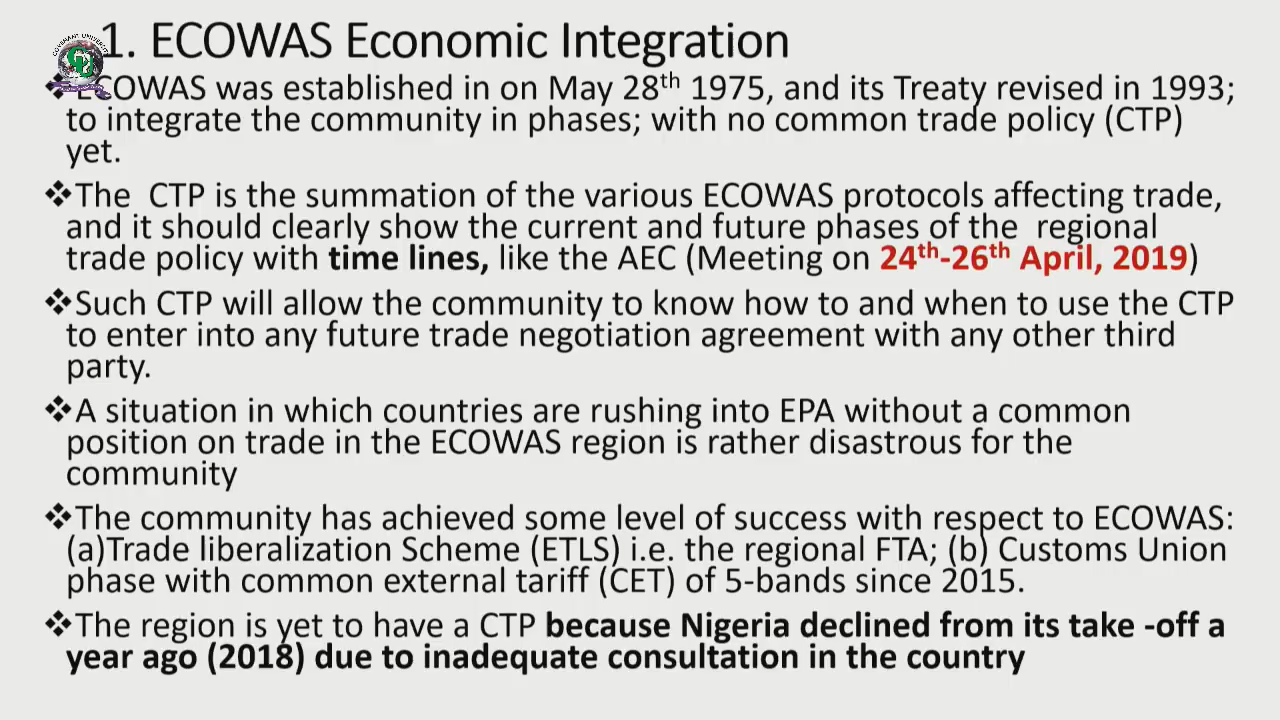 1. ECOWAS Economic Integration
COVENANT UNIVERSITY
❖ECOWAS was established in on May 28th 1975, and its Treaty revised in 1993;
to integrate the community in phases; with no common trade policy (CTP)
yet.
❖The  CTP is the summation of the various ECOWAS protocols affecting trade,
and it should clearly show the current and future phases of the  regional
trade policy with time lines, like the AEC (Meeting on 24th-26th April, 2019)
❖Such CTP will allow the community to know how to and when to use the CTP
to enter into any future trade negotiation agreement with any other third
party.
❖A situation in which countries are rushing into EPA without a common
position on trade in the ECOWAS region is rather disastrous for the
community
❖The community has achieved some level of success with respect to ECOWAS:
(a)Trade liberalization Scheme (ETLS) i.e. the regional FTA; (b) Customs Union
phase with common external tariff (CET) of 5-bands since 2015.
❖The region is yet to have a CTP because Nigeria declined from its take -off a
year ago (2018) due to inadequate consultation in the country